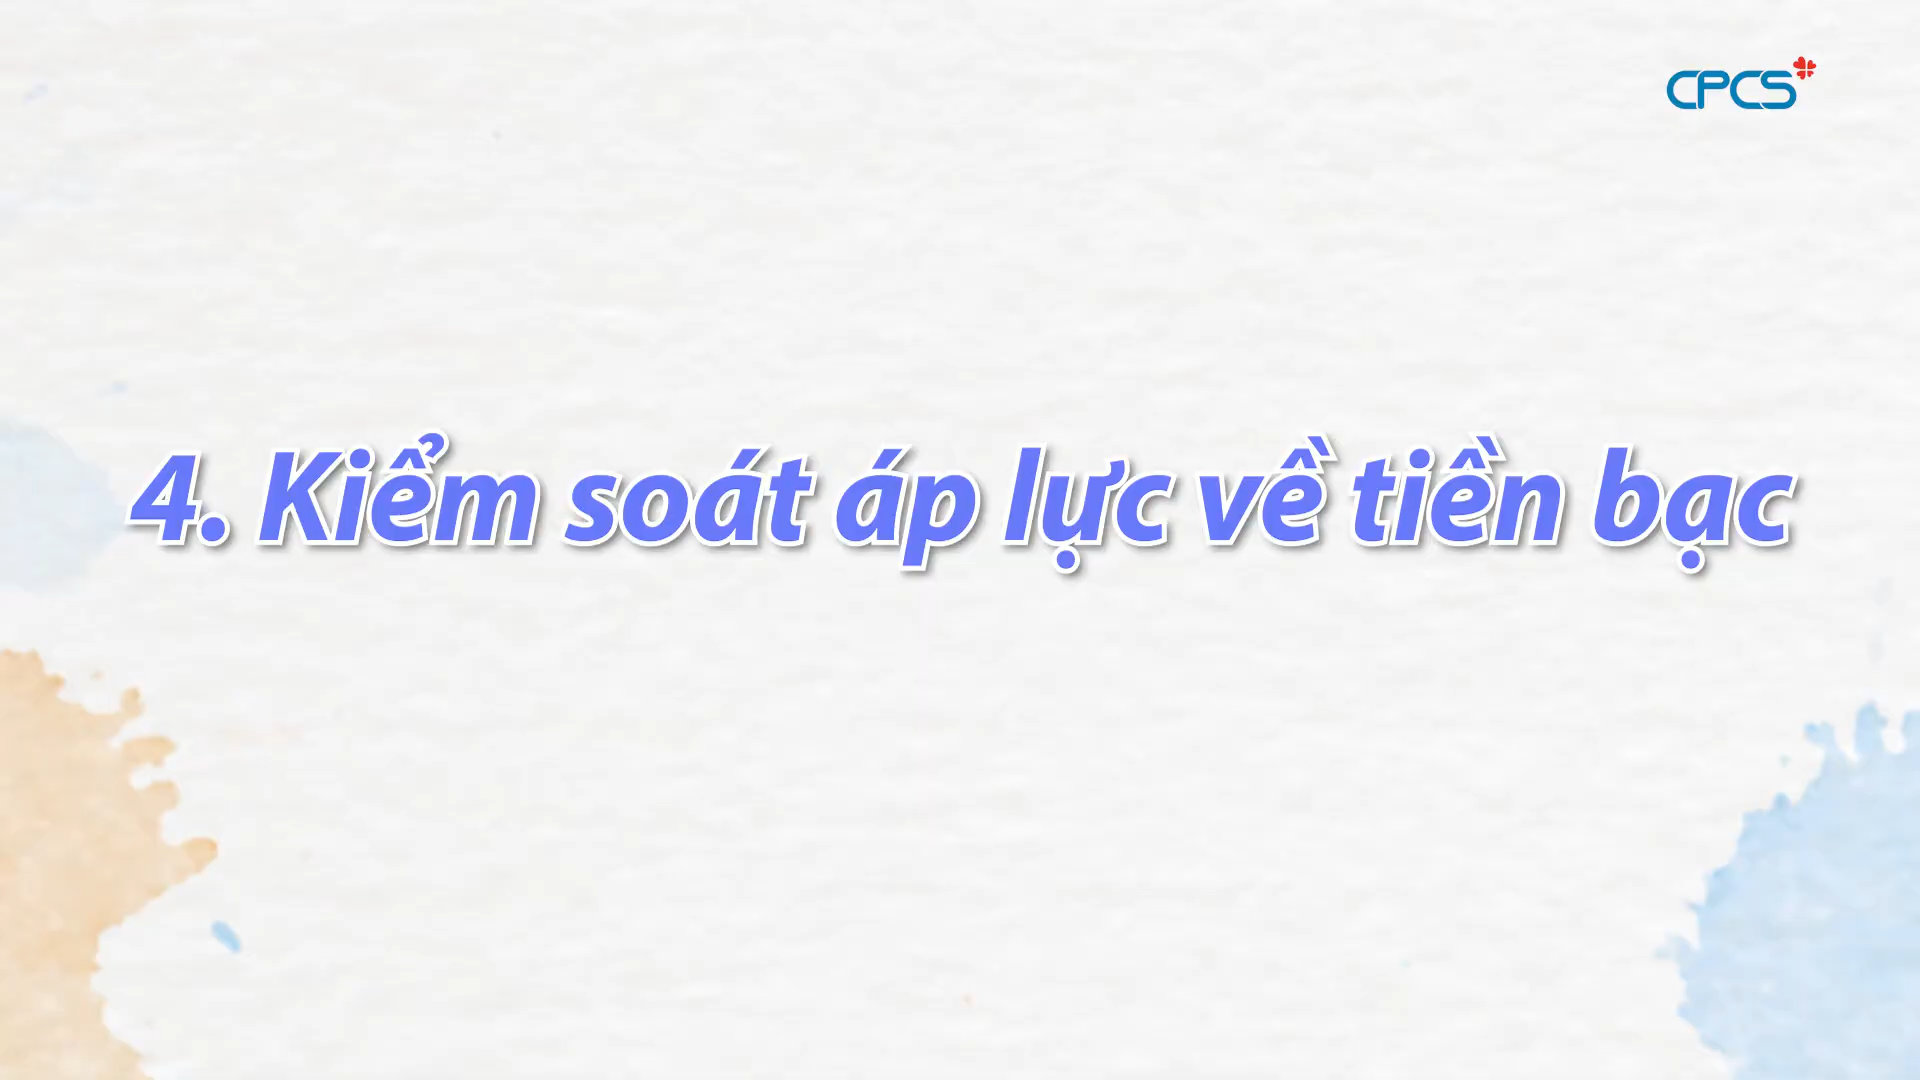 CPCS
4. Kiểm soát áp lực về tiền bạc